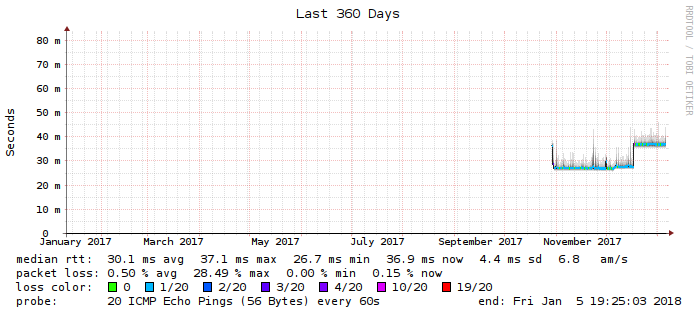 Last 360 Days
RRDTOOL / TOBI OETIKER
Seconds
80 m
70 m
60 m
50 m
40 m
30 m
20 m
10 m
0
January 2017 March 2017 May 2017 July 2017 September 2017 November 2017
median rtt: 30.1 ms avg 37.1 ms max 26.7 ms min 36.9 ms now 4.4 ms sd 6.8 am/s
packet loss: 0.50 % avg 28.49 % max 0.00 % min 0.15 % now
loss color: 0 1/20 2/20 3/20 4/20 10/20 19/20
probe: 20 ICMP Echo Pings (56 Bytes) every 60s end: Fri Jan 5 19:25:03 2018